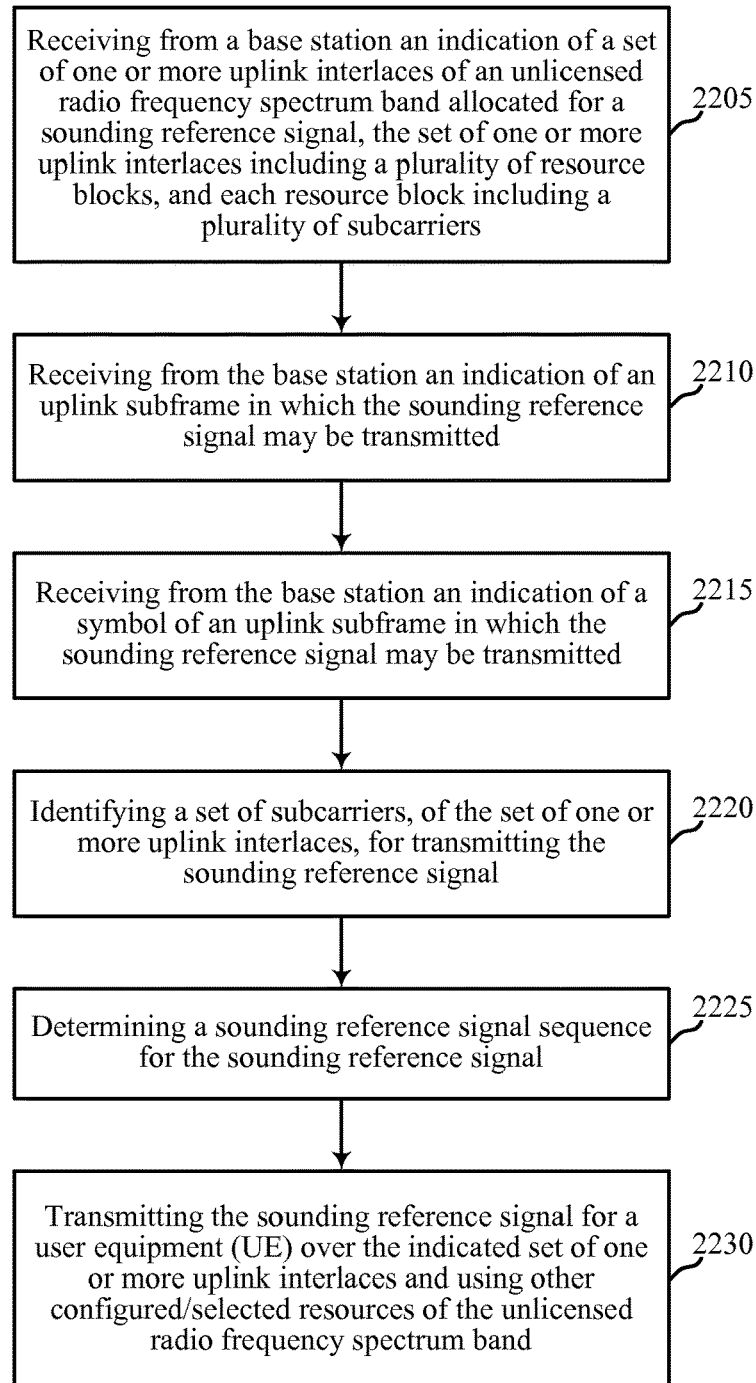 Receiving from a base station an indication of a set
of one or more uplink interlaces of an unlicensed
radio frequency spectrum band allocated for a
sounding reference signal, the set of one or more
uplink interlaces including a plurality of resource
blocks, and each resource block including a
plurality of subcarriers
2205
Receiving from the base station an indication of an
uplink subframe in which the sounding reference
signal may be transmitted
2210
Receiving from the base station an indication of a
symbol of an uplink subframe in which the
sounding reference signal may be transmitted
2215
Identifying a set of subcarriers, of the set of one or
more uplink interlaces, for transmitting the
sounding reference signal
2220
Determining a sounding reference signal sequence
for the sounding reference signal
2225
Transmitting the sounding reference signal for a
user equipment (UE) over the indicated set of one
or more uplink interlaces and using other
configured/selected resources of the unlicensed
radio frequency spectrum band
2230